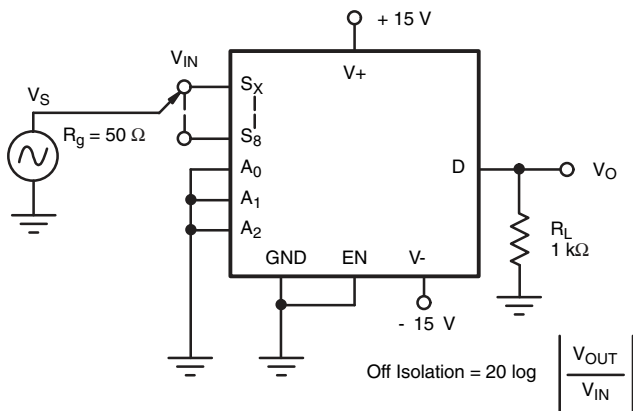 + 15 V
V_IN
V_S
V+
S_X
R_g = 50 Ω
S_8
A_0
D
V_O
A_1
A_2
R_L
1 kΩ
GND
EN
V-
- 15 V
Off Isolation = 20 log
V_OUT
V_IN